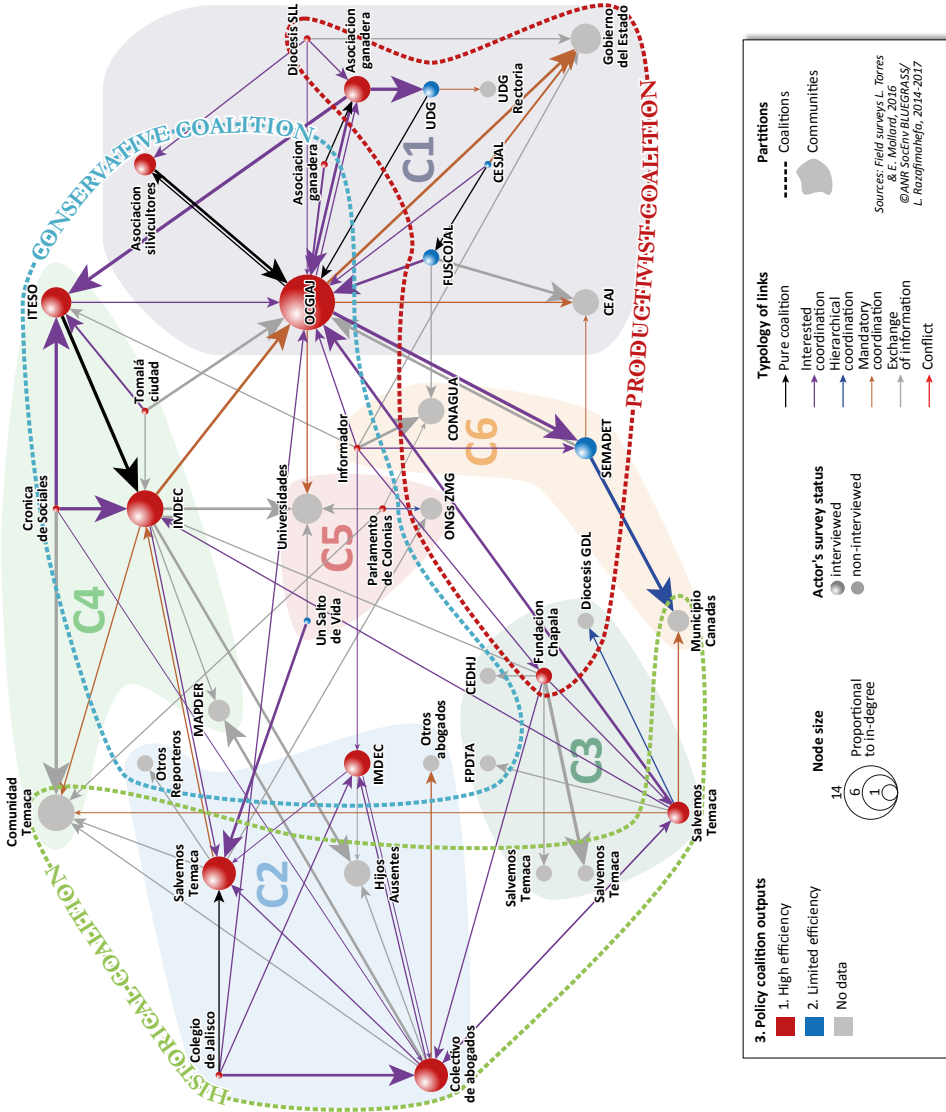 HISTORICAL COALITION
CONSERVATIVE COALITION
PRODUCTIVIST COALITION
C1
C2
C3
C4
C5
C6
Comunidad
Temaca
Cronica
de Sociales
ITESO
Tomalá
ciudad
Asociacion
silvicultores
Diocesis SLL
Asociacion
ganadera
Asociacion
ganadera
UDG
UDG
Rectoria
Gobierno
del Estado
CESJAL
FUSCOJAL
CEAJ
OCGIAJ
IMDEC
Universidades
Informador
CONAGUA
SEMADET
Parlamento
de Colonias
ONGs ZMG
Un Salto
de Vida
MAPDER
Otros
Reporteros
Salvemos
Temaca
IMDEC
Hijos
Ausentes
Otros
abogados
Colegio
de Jalisco
Colectivo
de abogados
CEDHJ
FPDTA
Fundacion
Chapala
Diocesis GDL
Municipio
Canadas
Salvemos
Temaca
Salvemos
Temaca
Salvemos
Temaca
3. Policy coalition outputs
1. High efficiency
2. Limited efficiency
No data
Node size
14
6
1
Proportional
to in-degree
Actor's survey status
interviewed
non-interviewed
Typology of links
Pure coalition
Interested
coordination
Hierarchical
coordination
Mandatory
coordination
Exchange
of information
Conflict
Partitions
Coalitions
Communities
Sources: Field surveys L. Torres
& E. Mollard, 2016
©ANR SocEnv BLUEGRASS/
L. Razafimahefa, 2014-2017